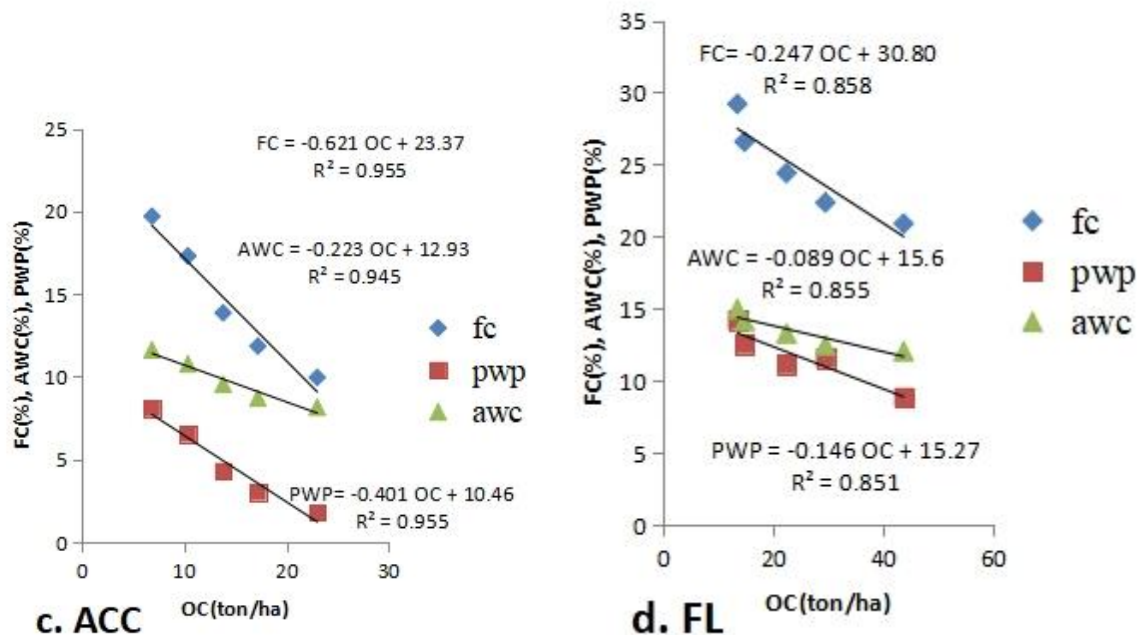 FC(%), AWC(%), PWP(%)
25
20
15
10
5
0
FC = -0.621 OC + 23.37
R² = 0.955
AWC = -0.223 OC + 12.93
R² = 0.945
PWP= -0.401 OC + 10.46
R² = 0.955
fc
pwp
awc
0 10 20 30
OC(ton/ha)
c. ACC
FC(%), AWC(%), PWP(%)
35
30
25
20
15
10
5
0
FC= -0.247 OC + 30.80
R² = 0.858
AWC = -0.089 OC + 15.6
R² = 0.855
PWP = -0.146 OC + 15.27
R² = 0.851
fc
pwp
awc
0 20 40 60
OC(ton/ha)
d. FL